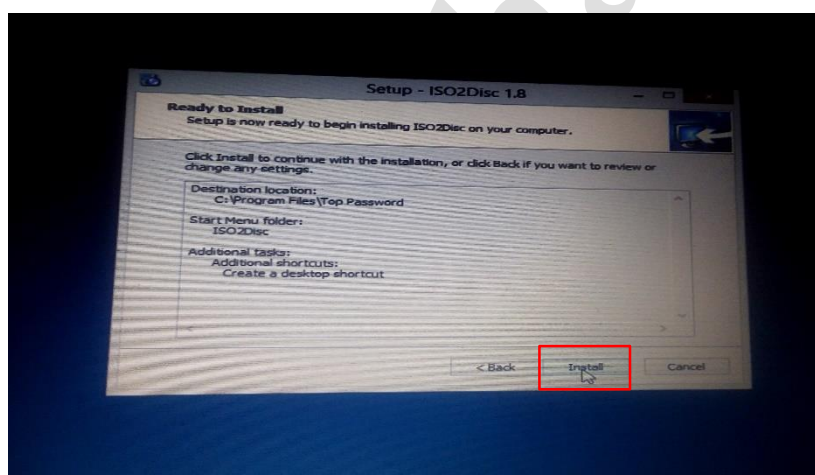 Setup - ISO2Disc 1.8
Ready to Install
Setup is now ready to begin installing ISO2Disc on your computer.
Click Install to continue with the installation, or click Back if you want to review or
change any settings.
Destination location:
C:\Program Files\Top Password
Start Menu folder:
ISO2Disc
Additional tasks:
Additional shortcuts:
Create a desktop shortcut
< Back
Install
Cancel